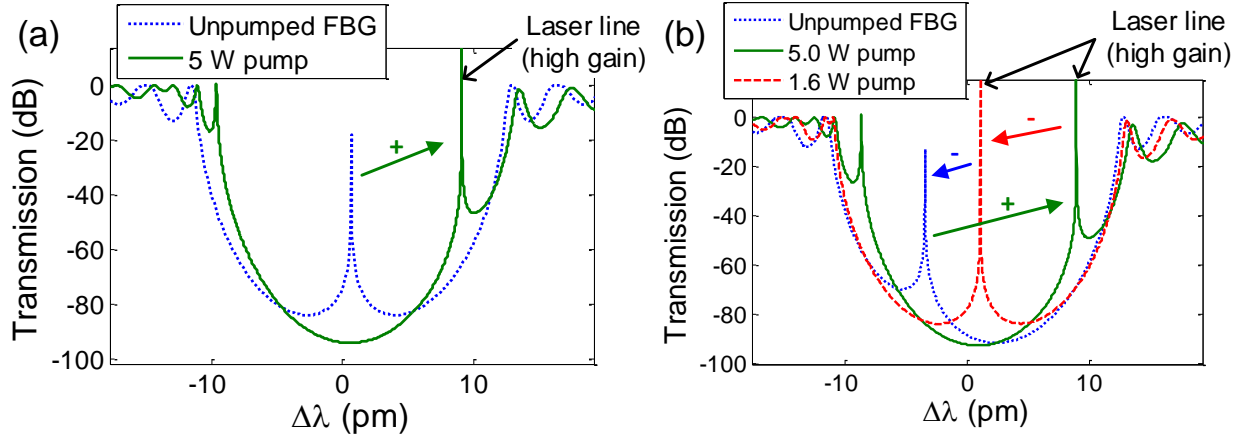 (a)
Unpumped FBG
5 W pump
Laser line
(high gain)
Transmission (dB)
0
-20
-40
-60
-80
-100
+
-10
0
10
Δλ (pm)
(b)
Unpumped FBG
5.0 W pump
1.6 W pump
Laser line
(high gain)
Transmission (dB)
0
-20
-40
-60
-80
-100
-
-
+
-10
0
10
Δλ (pm)